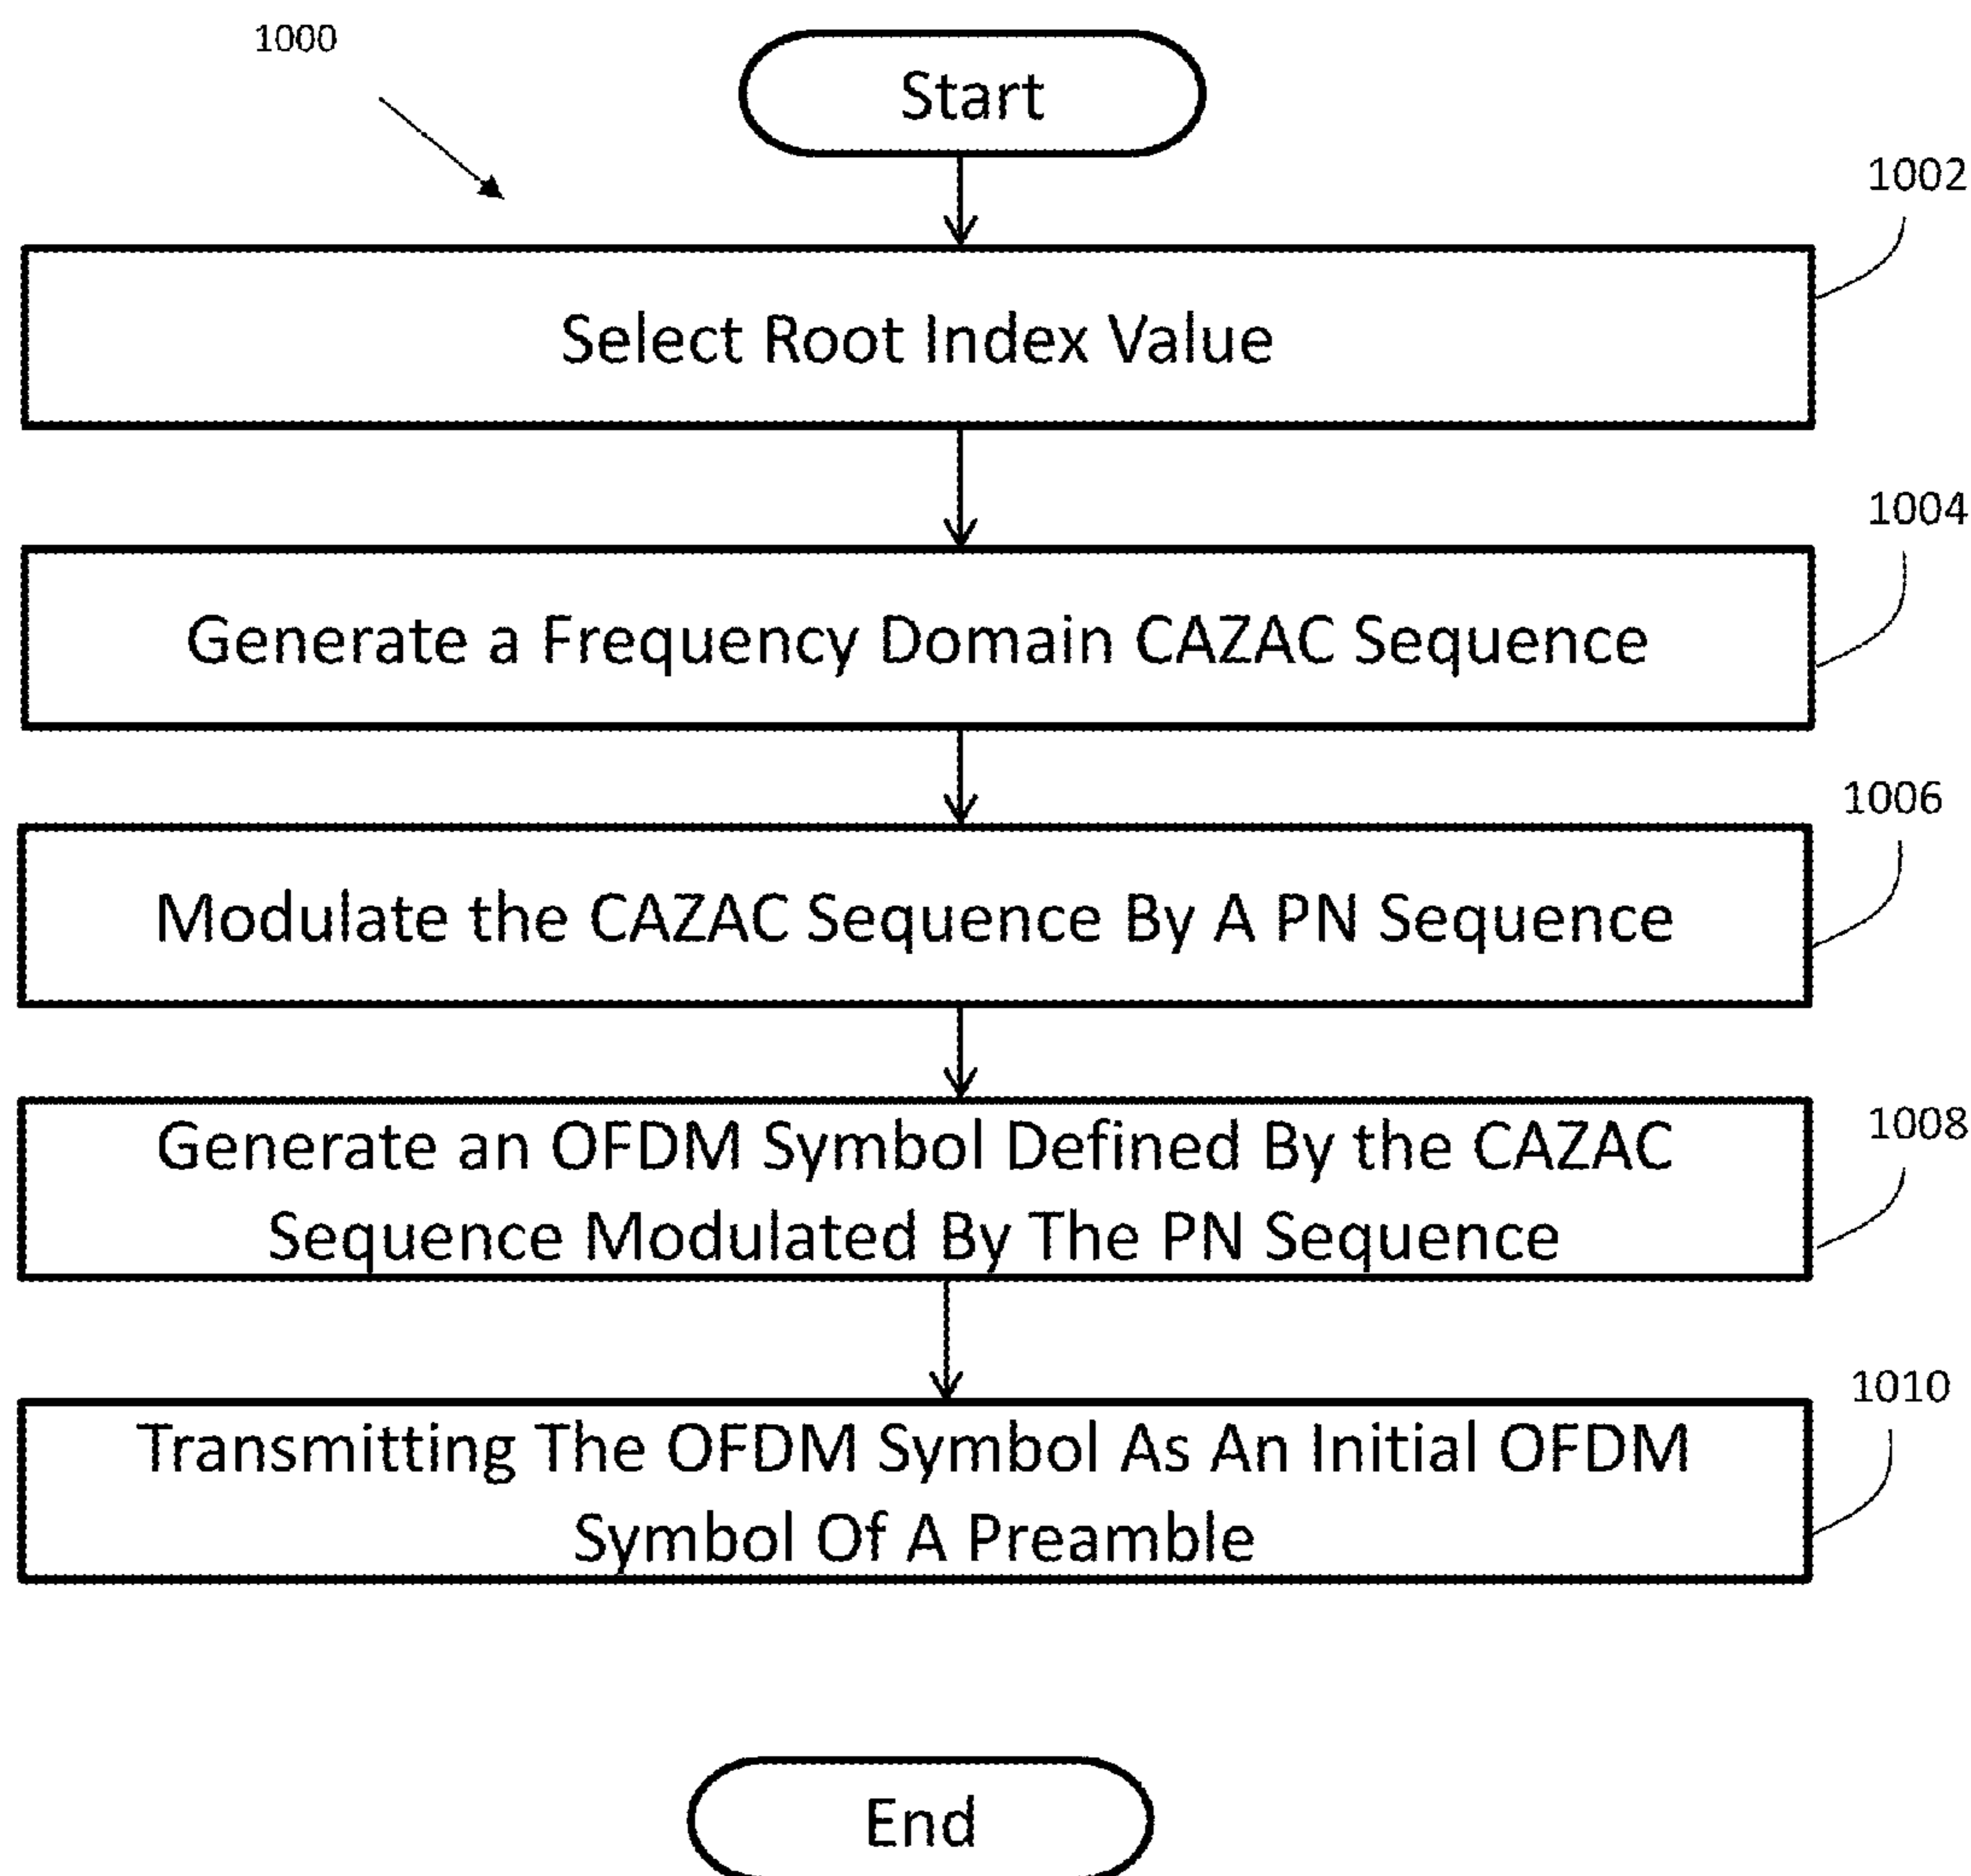 1000
Start
1002
Select Root Index Value
1004
Generate a Frequency Domain CAZAC Sequence
1006
Modulate the CAZAC Sequence By A PN Sequence
1008
Generate an OFDM Symbol Defined By the CAZAC
Sequence Modulated By The PN Sequence
1010
Transmitting The OFDM Symbol As An Initial OFDM
Symbol Of A Preamble
End